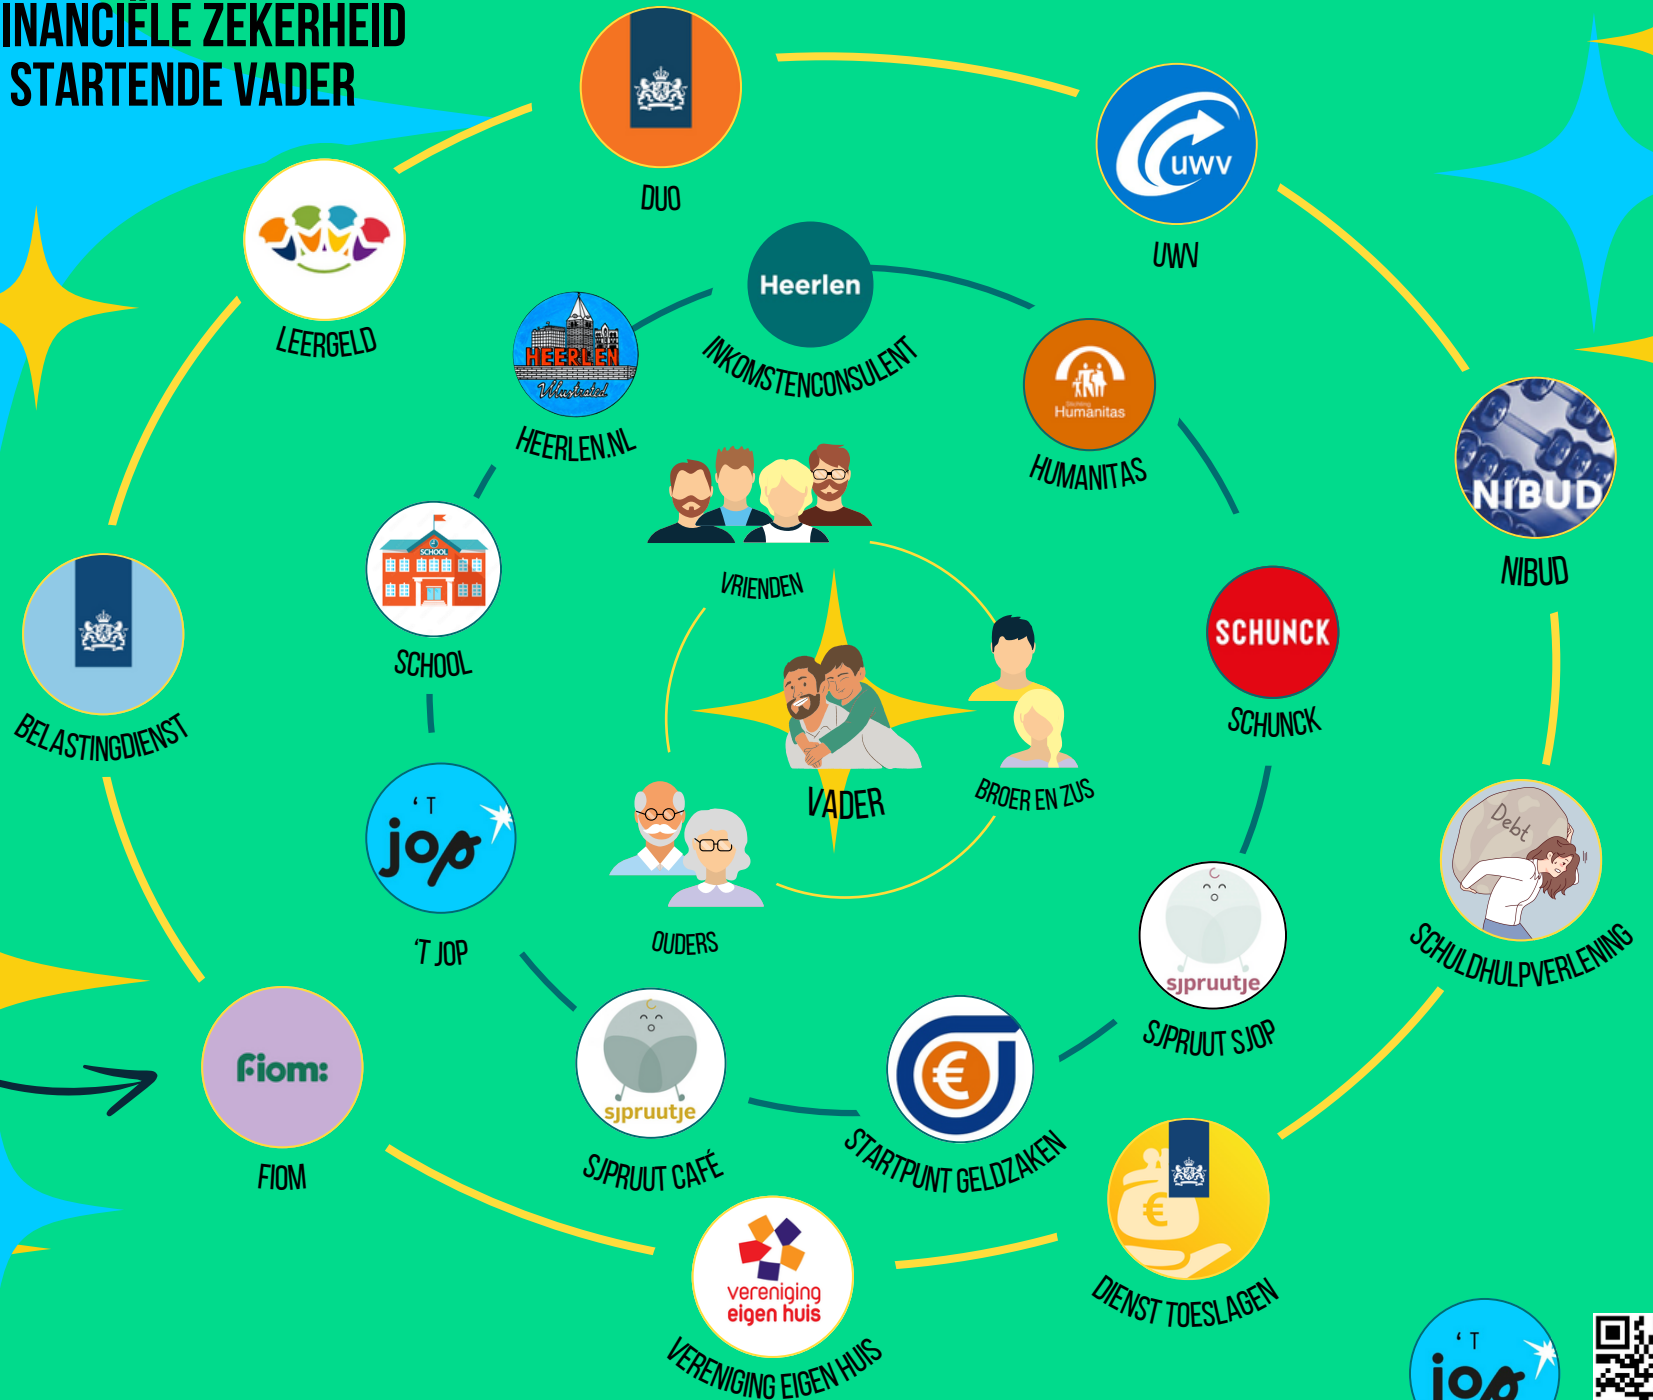 INANCIËLE ZEKERHEID
STARTENDE VADER
DUO
uwv
UWV
LEERGELD
Heerlen
INKOMSTENCONSULENT
HEERLEN
Illustrated
HEERLEN.NL
Stichting
Humanitas
HUMANITAS
NIBUD
NIBUD
VRIENDEN
SCHOOL
SCHOOL
SCHUNCK
SCHUNCK
BELASTINGDIENST
VADER
BROER EN ZUS
'T
jop
'T JOP
OUDERS
Debt
SCHULDHULPVERLENING
sjpruutje
SJPRUUT SJOP
Fiom:
FIOM
sjpruutje
SJPRUUT CAFÉ
€
STARTPUNT GELDZAKEN
€
DIENST TOESLAGEN
vereniging
eigen huis
VERENIGING EIGEN HUIS
'T
jop